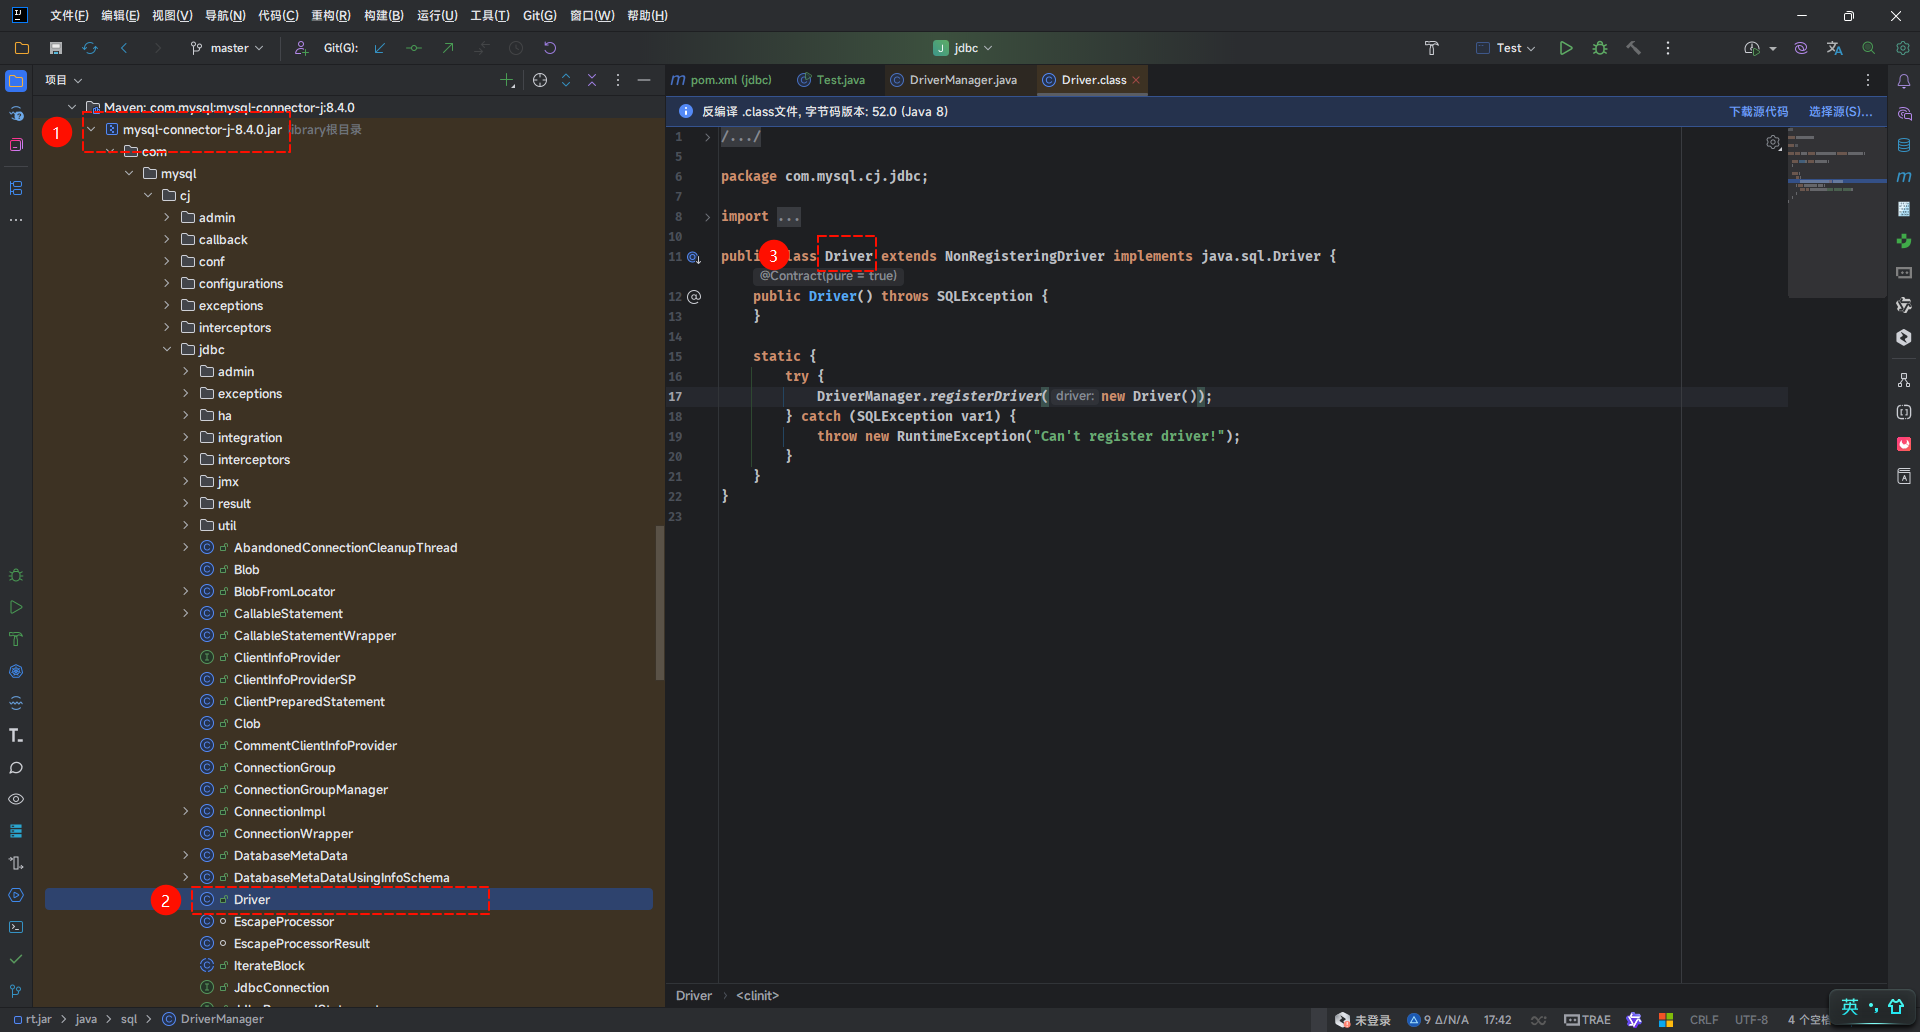 文件(F) 编辑(E) 视图(V) 导航(N) 代码(C) 重构(R) 构建(B) 运行(U) 工具(T) Git(G) 窗口(W) 帮助(H)
master Git(G): J jdbc Test
项目
pom.xml (jdbc) Test.java DriverManager.java Driver.class
反编译 .class文件, 字节码版本: 52.0 (Java 8) 下载源代码 选择源(S)...
Maven: com.mysql:mysql-connector-j:8.4.0
1 mysql-connector-j-8.4.0.jar library根目录
com
mysql
cj
admin
callback
conf
configurations
exceptions
interceptors
jdbc
admin
exceptions
ha
integration
interceptors
jmx
result
util
AbandonedConnectionCleanupThread
Blob
BlobFromLocator
CallableStatement
CallableStatementWrapper
ClientInfoProvider
ClientInfoProviderSP
ClientPreparedStatement
Clob
CommentClientInfoProvider
ConnectionGroup
ConnectionGroupManager
ConnectionImpl
ConnectionWrapper
DatabaseMetaData
DatabaseMetaDataUsingInfoSchema
2 Driver
EscapeProcessor
EscapeProcessorResult
IterateBlock
JdbcConnection
1 /.../
5
6 package com.mysql.cj.jdbc;
7
8 import ...
10
11 publi 3 lass Driver extends NonRegisteringDriver implements java.sql.Driver {
@Contract(pure = true)
12 public Driver() throws SQLException {
13 }
14
15 static {
16 try {
17 DriverManager.registerDriver( driver: new Driver());
18 } catch (SQLException var1) {
19 throw new RuntimeException("Can't register driver!");
20 }
21 }
22 }
23
Driver <clinit>
rt.jar java sql DriverManager 未登录 9 Δ/N/A 17:42 TRAE CRLF UTF-8 4 个空格
英